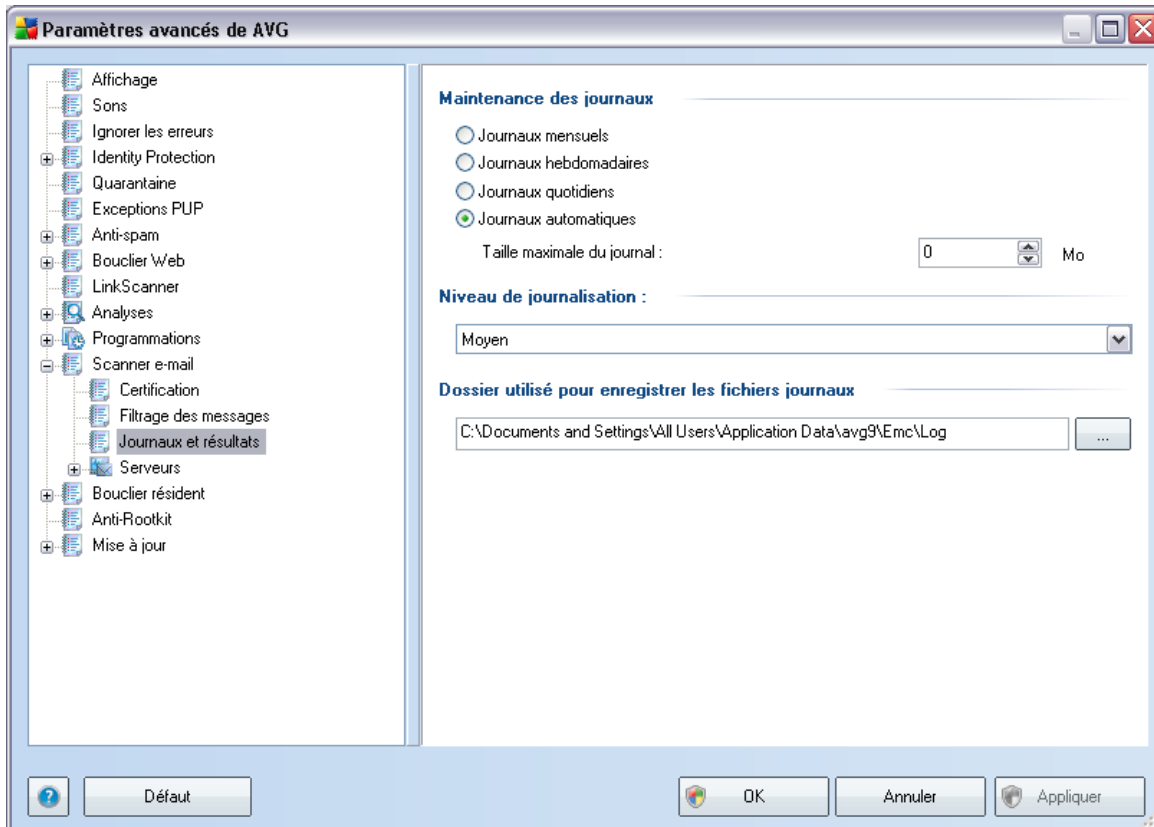 Paramètres avancés de AVG
Affichage
Sons
Ignorer les erreurs
Identity Protection
Quarantaine
Exceptions PUP
Anti-spam
Bouclier Web
LinkScanner
Analyses
Programmations
Scanner e-mail
Certification
Filtrage des messages
Journaux et résultats
Serveurs
Bouclier résident
Anti-Rootkit
Mise à jour
Maintenance des journaux
Journaux mensuels
Journaux hebdomadaires
Journaux quotidiens
Journaux automatiques
Taille maximale du journal : 0 Mo
Niveau de journalisation :
Moyen
Dossier utilisé pour enregistrer les fichiers journaux
C:\Documents and Settings\All Users\Application Data\avg9\Emc\Log ...
? Défaut OK Annuler Appliquer